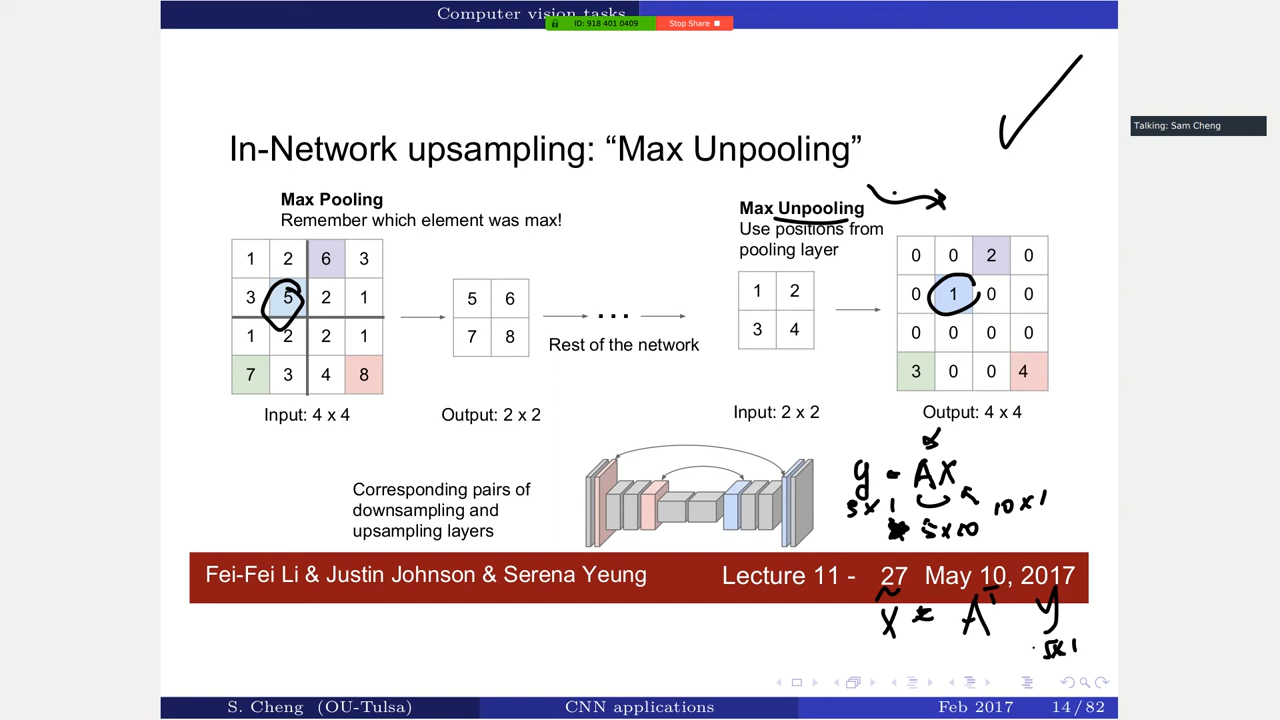 Computer vision tasks
ID: 918 401 0409 Stop Share
Talking: Sam Cheng
In-Network upsampling: “Max Unpooling”
Max Pooling
Remember which element was max!
1 2 6 3
3 5 2 1
1 2 2 1
7 3 4 8
Input: 4 x 4
5 6
7 8
Output: 2 x 2
...
Rest of the network
Max Unpooling
Use positions from
pooling layer
1 2
3 4
Input: 2 x 2
0 0 2 0
0 1 0 0
0 0 0 0
3 0 0 4
Output: 4 x 4
Corresponding pairs of
downsampling and
upsampling layers
y = AX
5x1 5x10 10x1
Fei-Fei Li & Justin Johnson & Serena Yeung Lecture 11 - 27 May 10, 2017
X̃ = Aᵀ y
5x1
S. Cheng (OU-Tulsa) CNN applications Feb 2017 14 / 82